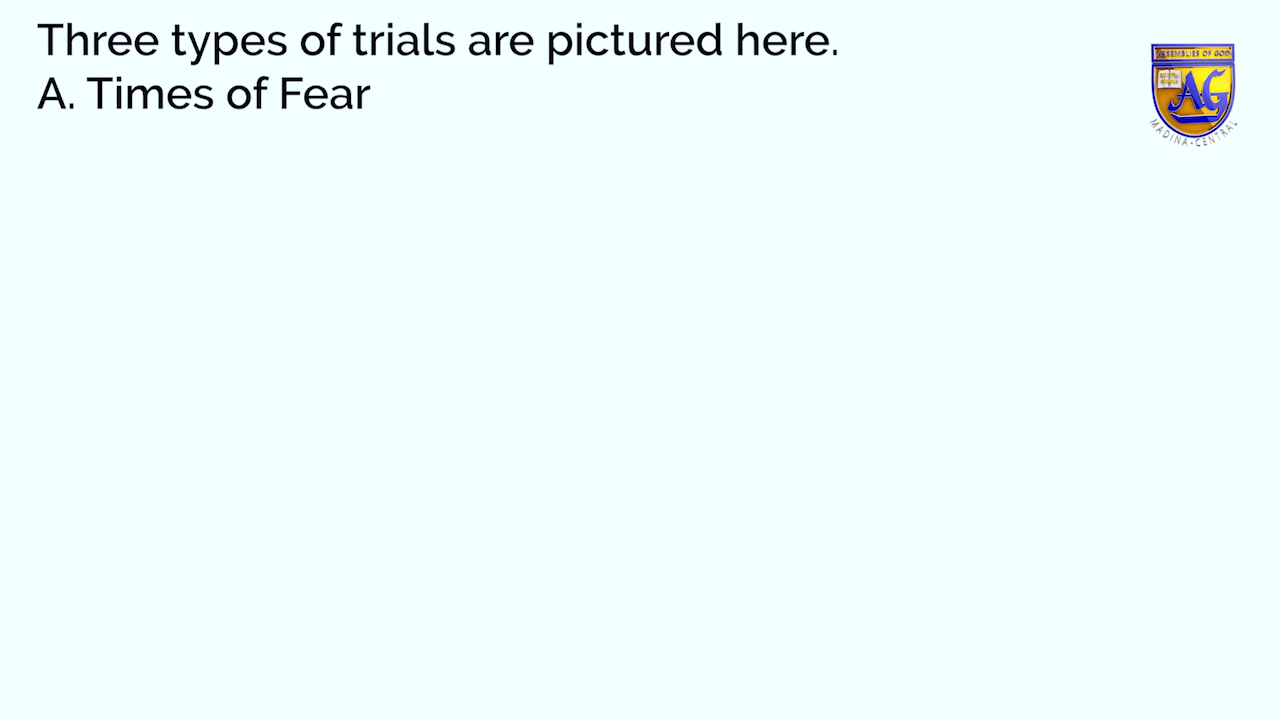 Three types of trials are pictured here.
A. Times of Fear
ASSEMBLIES OF GOD
AG
MADINA-CENTRAL